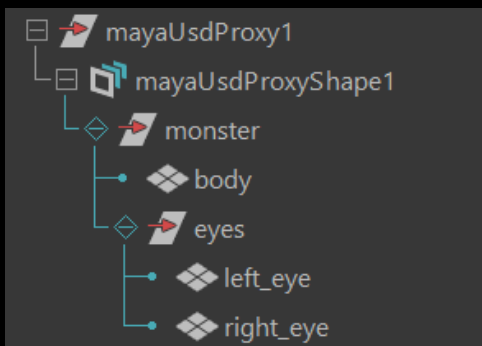 mayaUsdProxy1
mayaUsdProxyShape1
monster
body
eyes
left_eye
right_eye